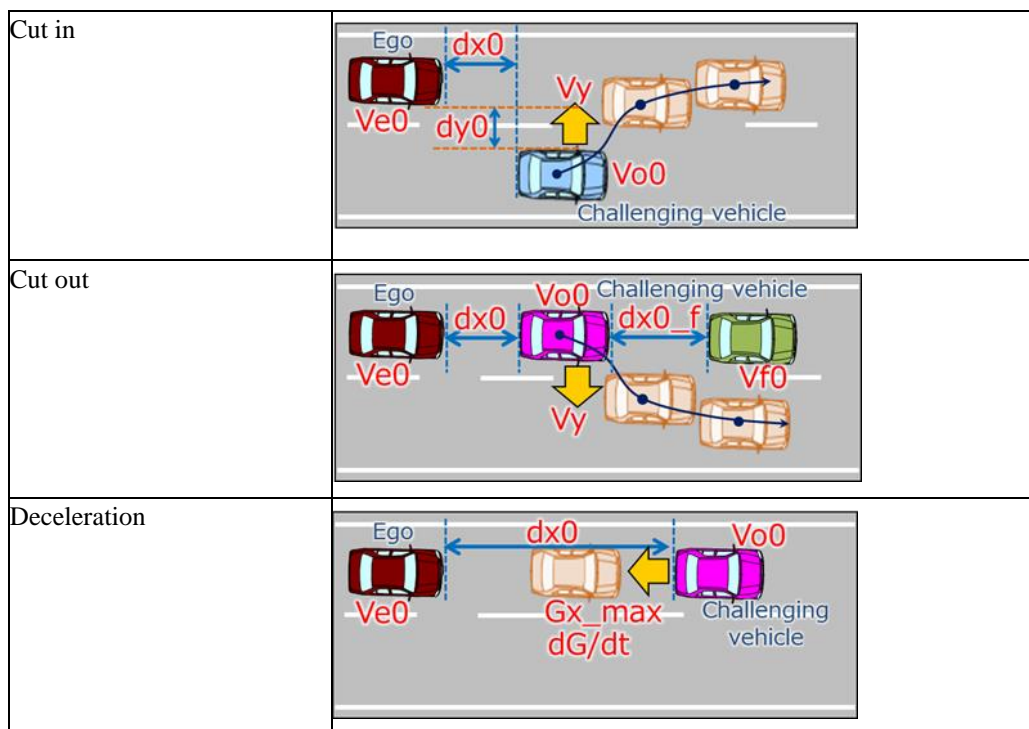 Cut in
Ego
dx0
Vy
Ve0
dy0
Vo0
Challenging vehicle
Cut out
Ego
Vo0
Challenging vehicle
dx0
dx0_f
Ve0
Vf0
Vy
Deceleration
Ego
dx0
Vo0
Ve0
Gx_max
dG/dt
Challenging
vehicle